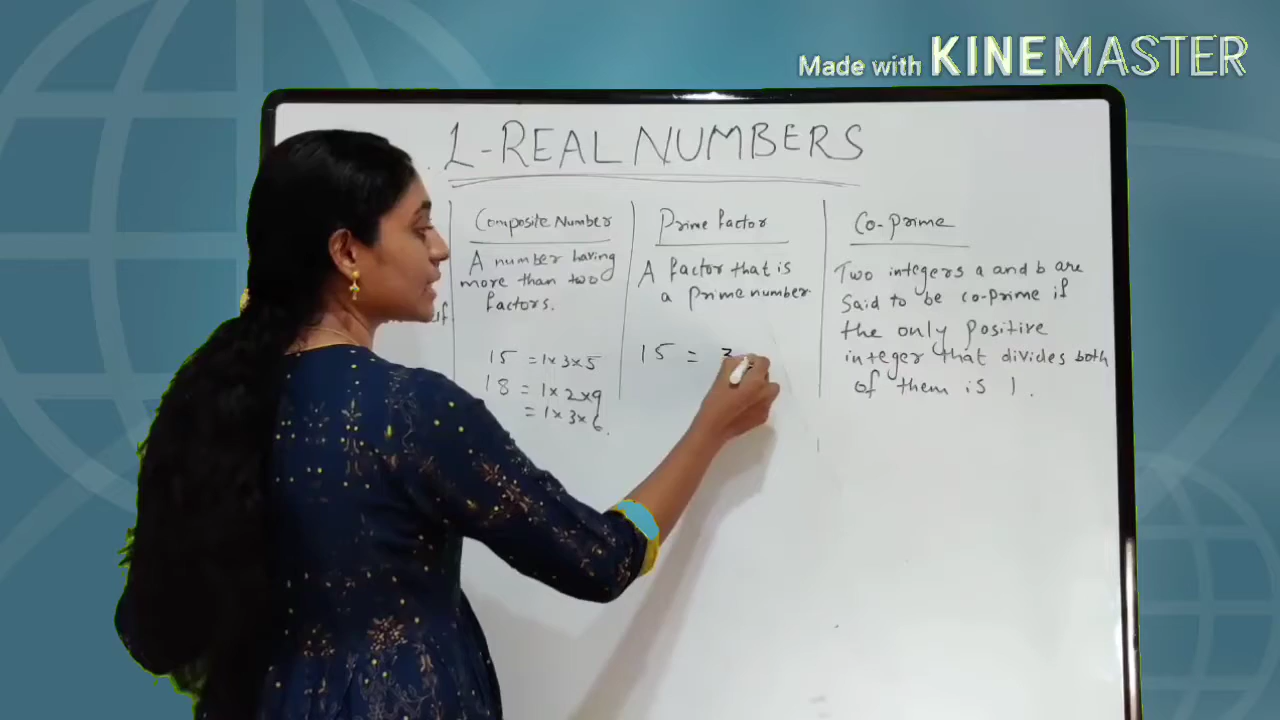 Made with KINEMASTER
1-REAL NUMBERS
Composite Number
A number having
more than two
factors.
15 = 1×3×5
18 = 1×2×9
= 1×3×6.
Prime factor
A factor that is
a prime number
15 = 3
Co-prime
Two integers a and b are
said to be co-prime if
the only positive
integer that divides both
of them is 1.
if